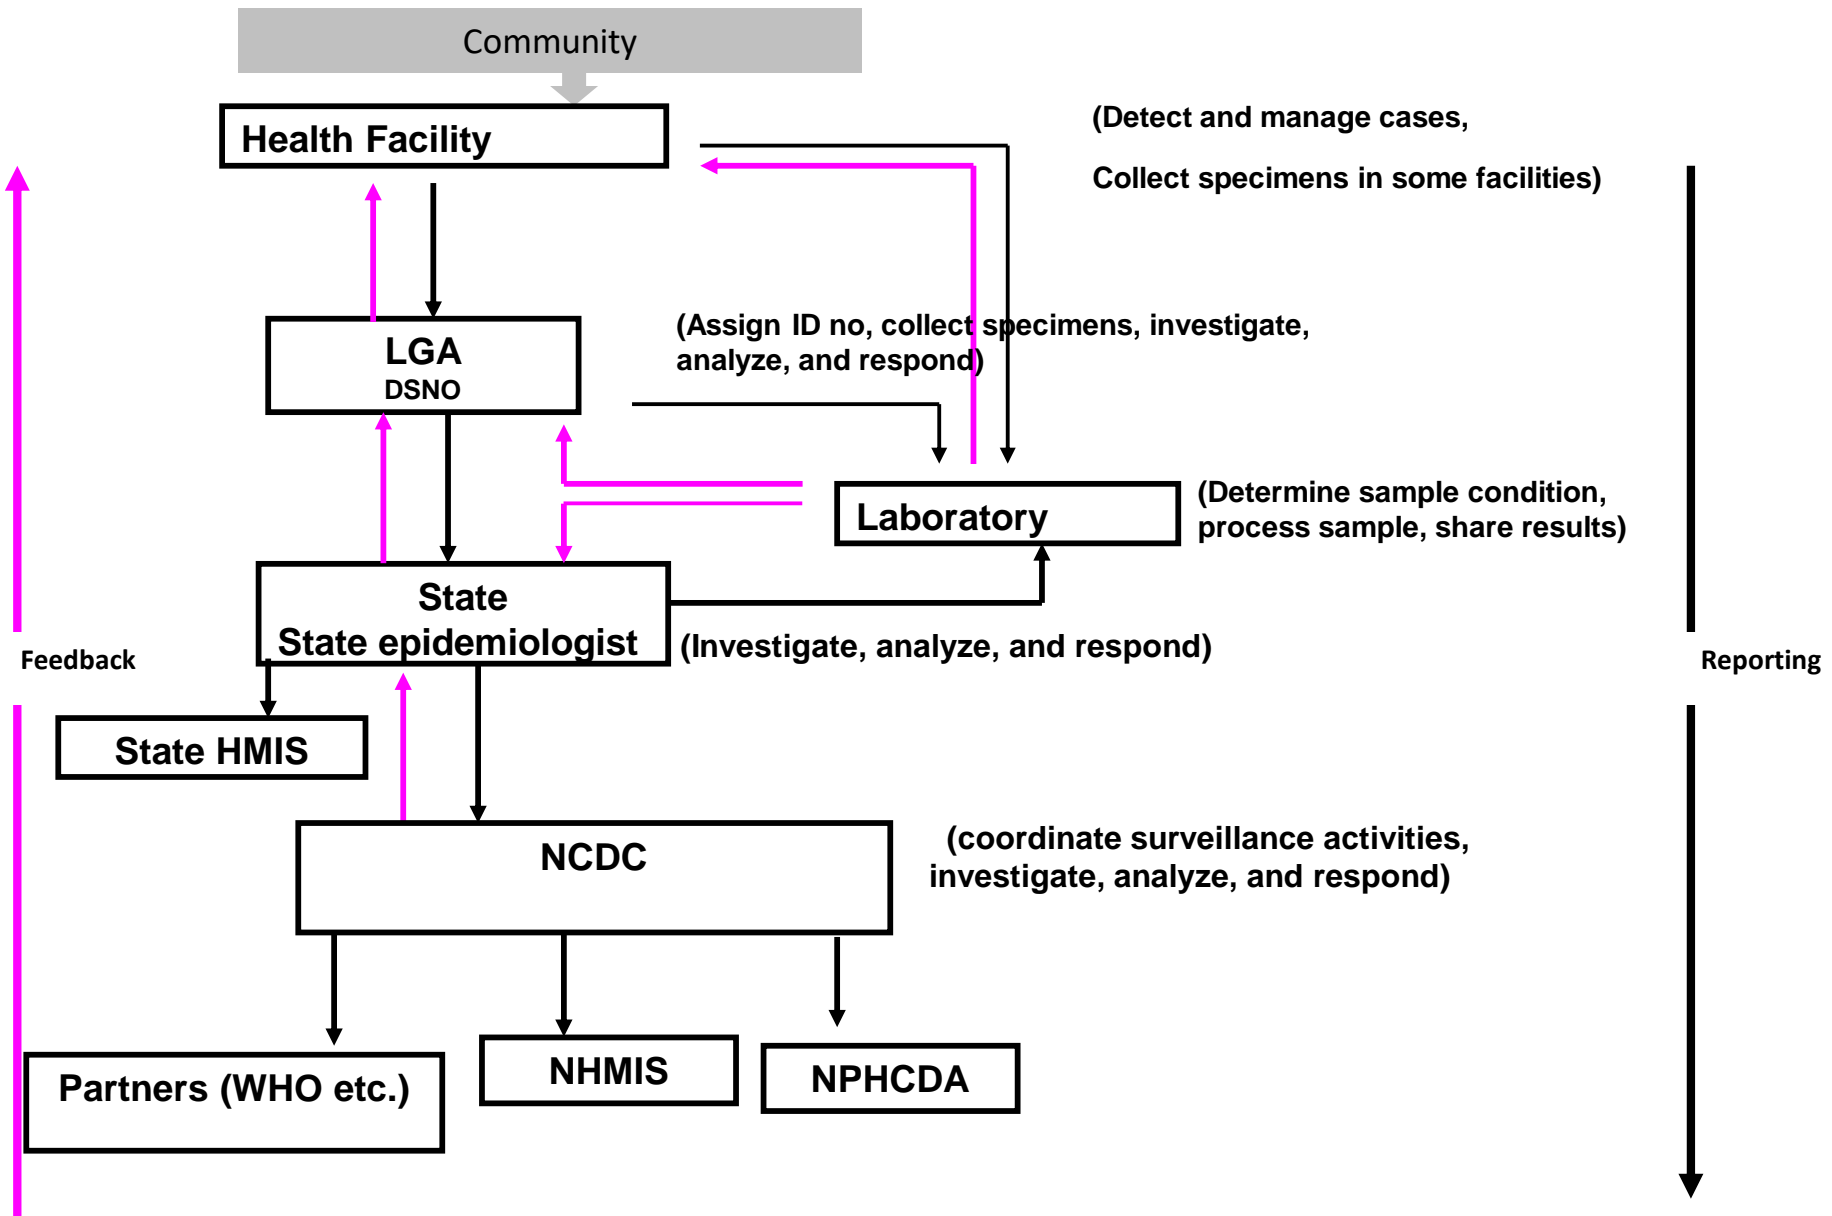 Community
Health Facility
(Detect and manage cases,
Collect specimens in some facilities)
(Assign ID no, collect specimens, investigate,
analyze, and respond)
LGA
DSNO
Laboratory
(Determine sample condition,
process sample, share results)
State
State epidemiologist
(Investigate, analyze, and respond)
Feedback
Reporting
State HMIS
NCDC
(coordinate surveillance activities,
investigate, analyze, and respond)
Partners (WHO etc.)
NHMIS
NPHCDA